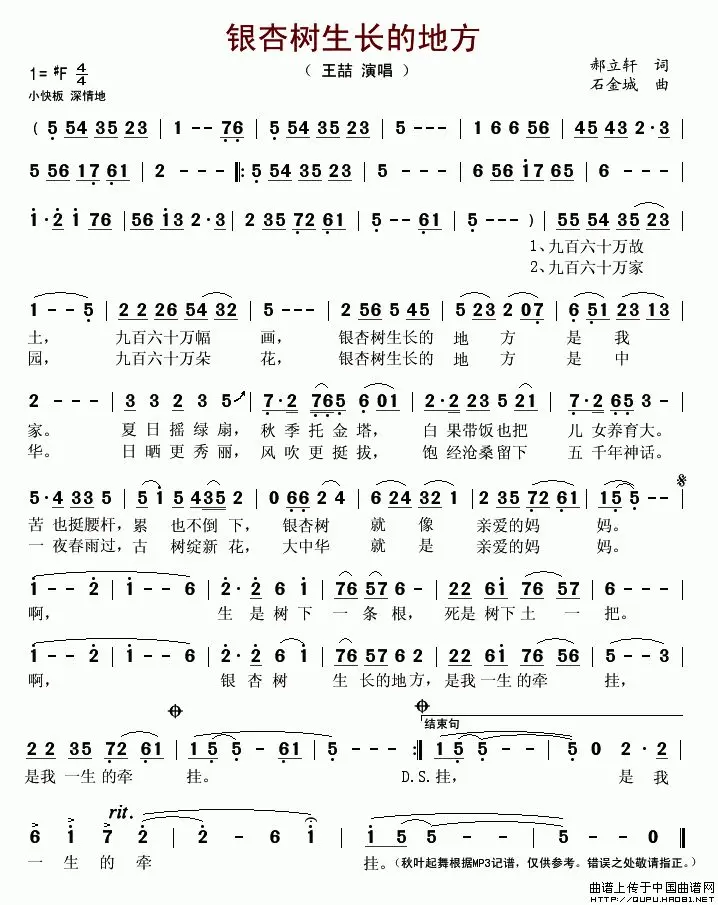 银杏树生长的地方
（ 王喆 演唱 ）
1= #F 4/4
郝立轩 词
小快板 深情地
石金城 曲
( 5 54 35 23 | 1 - - 76 | 5 54 35 23 | 5 - - - | 1 6 6 56 | 45 43 2·3 |
5 56 17 61 | 2 - - - |: 5 54 35 23 | 5 - - - | 6 56 17 65 | 6 - - - |
1·2 1 76 | 56 13 2·3 | 2 35 72 61 | 5 - - 61 | 5 - - - ) | 55 54 35 23 |
1、九百六十万故
2、九百六十万家
1 - - 5 | 2 2 26 54 32 | 5 - - - | 2 56 5 45 | 5 23 2 07 | 6 51 23 13 |
土， 九百六十万幅 画， 银杏树生长的 地 方 是 我
园， 九百六十万朵 花， 银杏树生长的 地 方 是 中
2 - - - | 3 3 2 3 5 | 7·2 765 6 01 | 2·2 23 5 21 | 7·2 65 3 - |
家。 夏日摇绿扇， 秋季托金塔， 白果带饭也把 儿女养育大。
华。 日晒更秀丽， 风吹更挺拔， 饱经沧桑留下 五千年神话。
5·4 33 5 | 5 1 5 435 2 | 0 66 2 4 | 6 24 32 1 | 2 35 72 61 | 15 5 - - |
苦也挺腰杆， 累 也不倒下， 银杏树 就 像 亲爱的妈 妈。
一夜春雨过， 古 树绽新花， 大中华 就 是 亲爱的妈 妈。
1 - - 2 | 1 - - 6 | 2·2 6 1 | 76 57 6 - | 22 61 76 57 | 6 - - - |
啊， 生是树下 一条根， 死是树下土一 把。
1 - - 2 | 1 - - 6 | 2·2 61 | 76 57 6 2 | 22 61 76 56 | 3 - - - |
啊， 银杏树 生长的地方， 是我一生的牵 挂，
结束句
2 2 35 72 61 | 15 5 - 61 | 5 - - - :| 15 5 - - | 5 0 2·2 |
是我一生的牵 挂。 D.S.挂， 是我
rit.
6 1 7 2 | 2 - - 6 1 | 15 5 - - | 5 - - 0 ‖
一生的牵 挂。（秋叶起舞根据MP3记谱，仅供参考。错误之处敬请指正。）
曲谱上传于中国曲谱网
http://QUPU.HAO81.NET